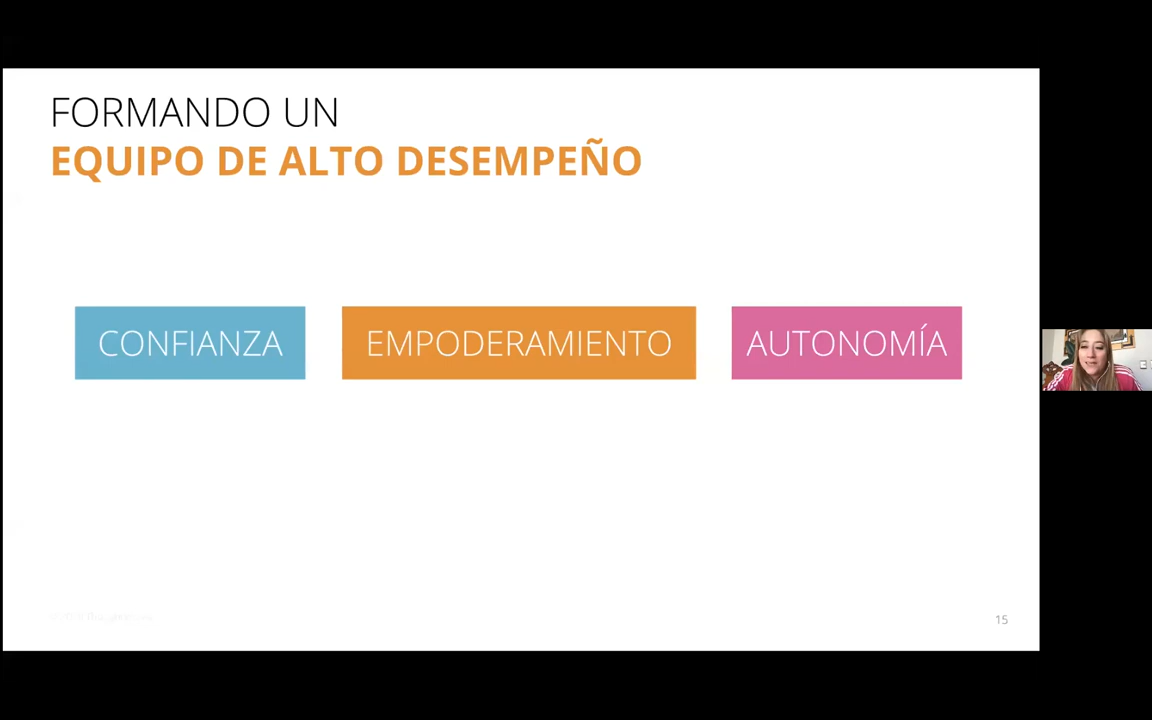 FORMANDO UN
EQUIPO DE ALTO DESEMPEÑO
CONFIANZA
EMPODERAMIENTO
AUTONOMÍA
15